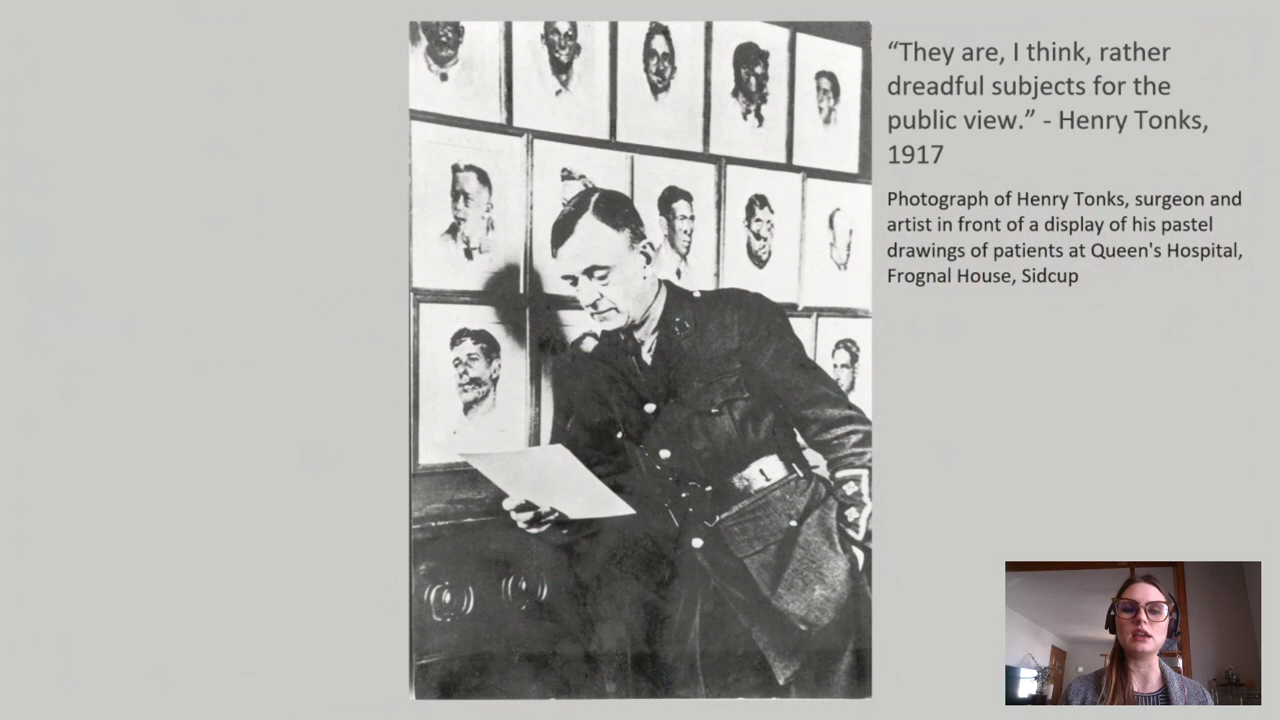 “They are, I think, rather
dreadful subjects for the
public view.” - Henry Tonks,
1917
Photograph of Henry Tonks, surgeon and
artist in front of a display of his pastel
drawings of patients at Queen's Hospital,
Frognal House, Sidcup